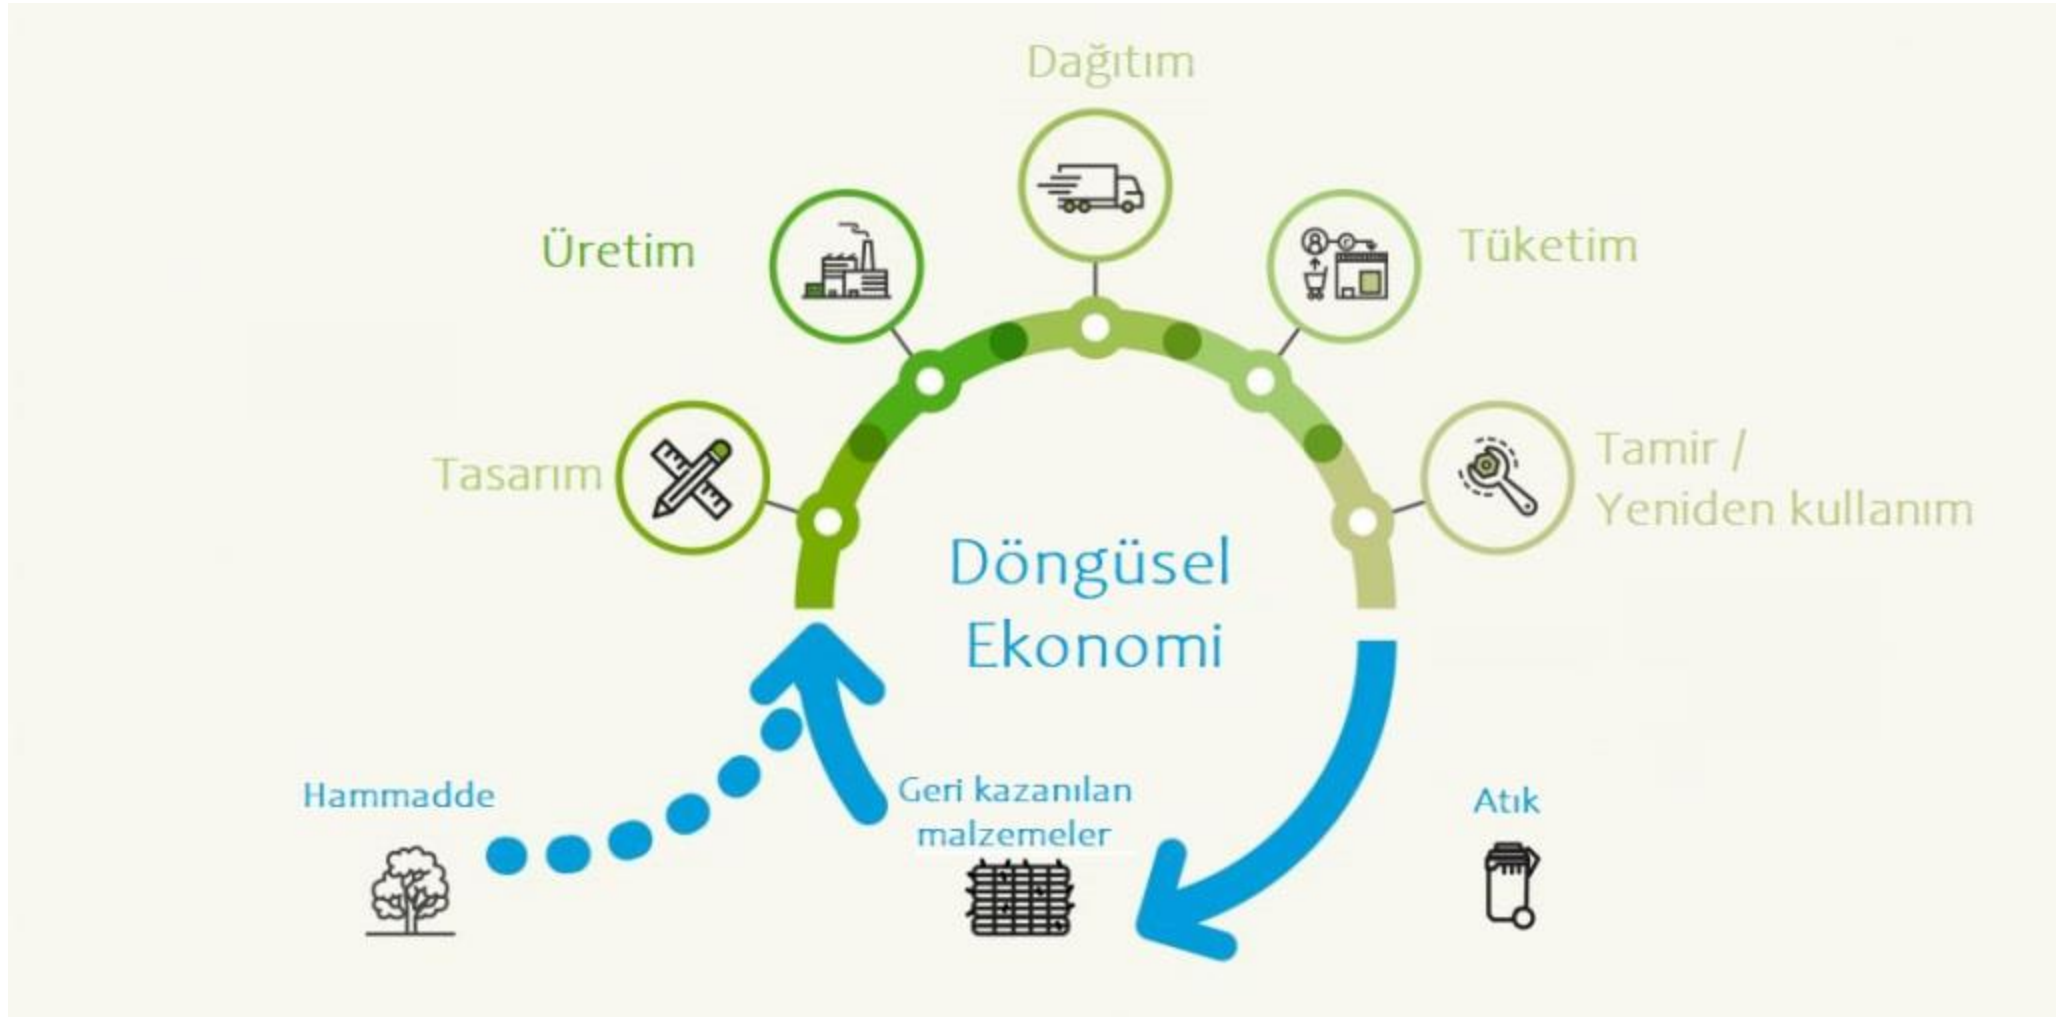 Dağıtım
Üretim
Tüketim
Tasarım
Tamir /
Yeniden kullanım
Döngüsel
Ekonomi
Hammadde
Geri kazanılan
malzemeler
Atık